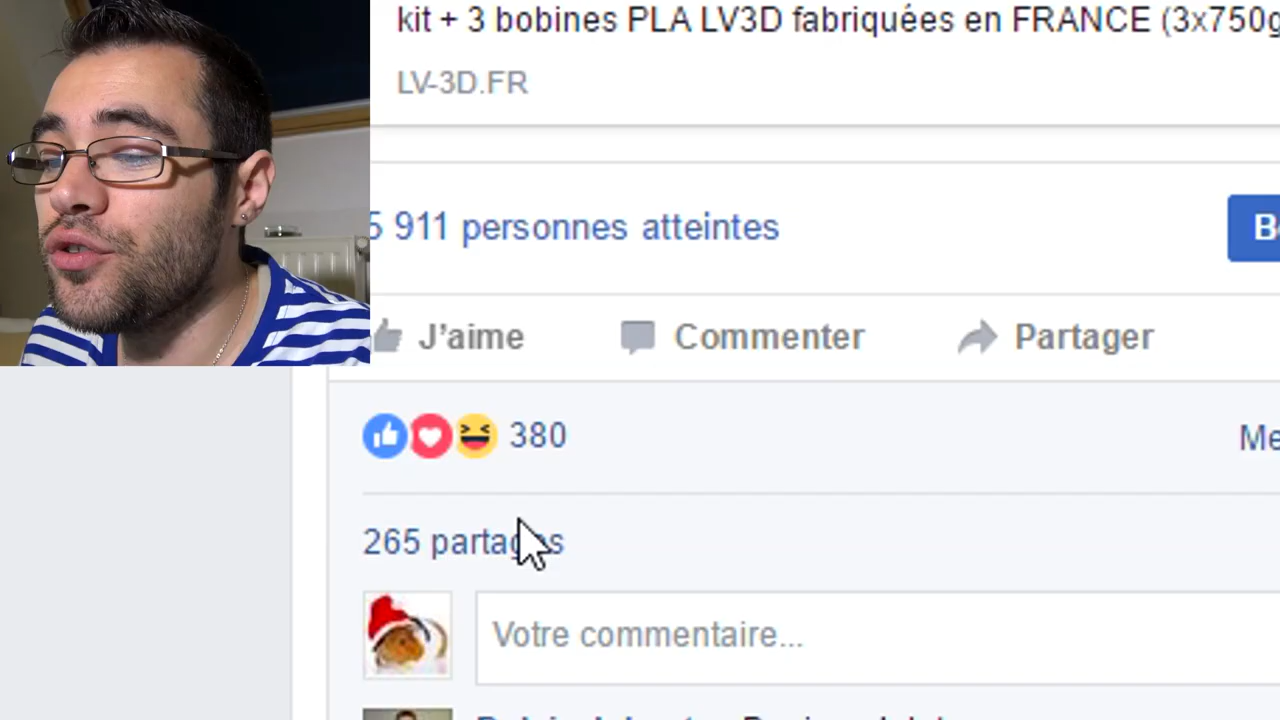 kit + 3 bobines PLA LV3D fabriquées en FRANCE (3x750g
LV-3D.FR
5 911 personnes atteintes
J'aime Commenter Partager
380
265 partages
Votre commentaire...